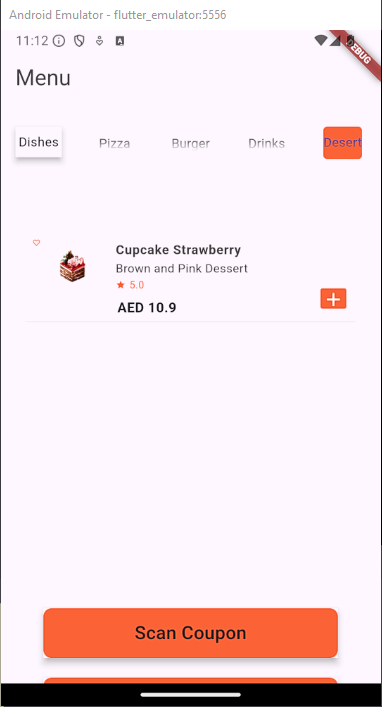 Android Emulator - flutter_emulator:5556
11:12
DEBUG
Menu
Dishes Pizza Burger Drinks Desert
Cupcake Strawberry
Brown and Pink Dessert
5.0
AED 10.9
Scan Coupon